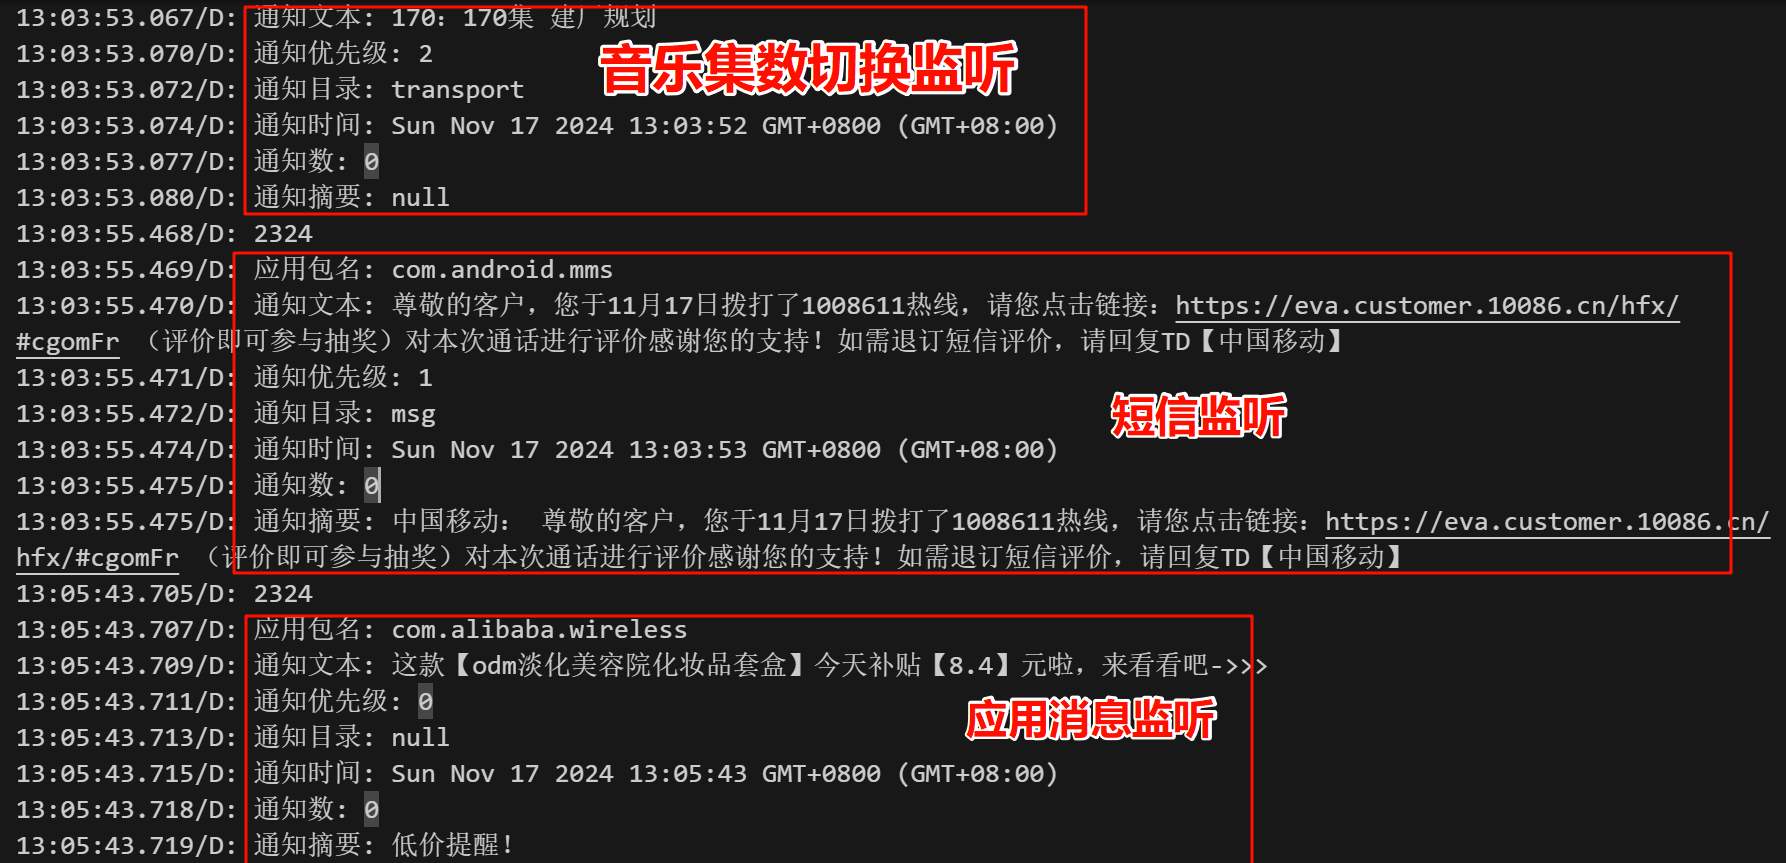 13:03:53.067/D: 通知文本: 170：170集 建厂规划
13:03:53.070/D: 通知优先级: 2
音乐集数切换监听
13:03:53.072/D: 通知目录: transport
13:03:53.074/D: 通知时间: Sun Nov 17 2024 13:03:52 GMT+0800 (GMT+08:00)
13:03:53.077/D: 通知数: 0
13:03:53.080/D: 通知摘要: null
13:03:55.468/D: 2324
13:03:55.469/D: 应用包名: com.android.mms
13:03:55.470/D: 通知文本: 尊敬的客户，您于11月17日拨打了1008611热线，请您点击链接：https://eva.customer.10086.cn/hfx/
#cgomFr （评价即可参与抽奖）对本次通话进行评价感谢您的支持！如需退订短信评价，请回复TD【中国移动】
13:03:55.471/D: 通知优先级: 1
13:03:55.472/D: 通知目录: msg
短信监听
13:03:55.474/D: 通知时间: Sun Nov 17 2024 13:03:53 GMT+0800 (GMT+08:00)
13:03:55.475/D: 通知数: 0
13:03:55.475/D: 通知摘要: 中国移动： 尊敬的客户，您于11月17日拨打了1008611热线，请您点击链接：https://eva.customer.10086.cn/
hfx/#cgomFr （评价即可参与抽奖）对本次通话进行评价感谢您的支持！如需退订短信评价，请回复TD【中国移动】
13:05:43.705/D: 2324
13:05:43.707/D: 应用包名: com.alibaba.wireless
13:05:43.709/D: 通知文本: 这款【odm淡化美容院化妆品套盒】今天补贴【8.4】元啦，来看看吧->>>
13:05:43.711/D: 通知优先级: 0
应用消息监听
13:05:43.713/D: 通知目录: null
13:05:43.715/D: 通知时间: Sun Nov 17 2024 13:05:43 GMT+0800 (GMT+08:00)
13:05:43.718/D: 通知数: 0
13:05:43.719/D: 通知摘要: 低价提醒！